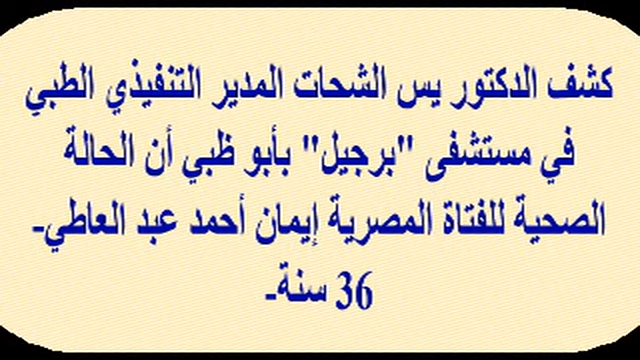 كشف الدكتور يس الشحات المدير التنفيذي الطبي
في مستشفى "برجيل" بأبو ظبي أن الحالة
الصحية للفتاة المصرية إيمان أحمد عبد العاطي-
36 سنة-